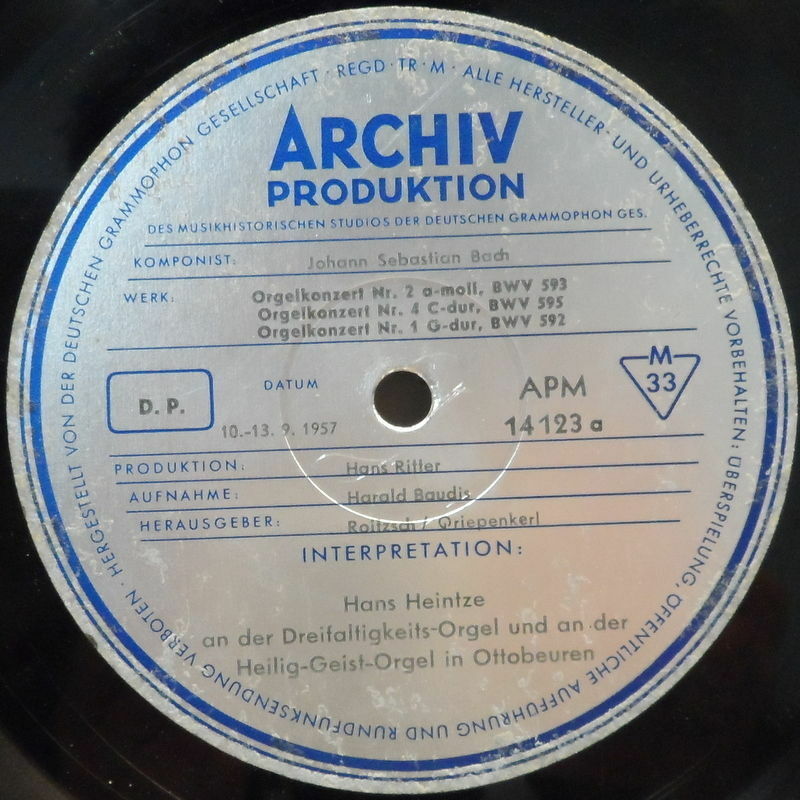 HERGESTELLT VON DER DEUTSCHEN GRAMMOPHON GESELLSCHAFT · REGD · TR · M · ALLE HERSTELLER- UND URHEBERRECHTE VORBEHALTEN: ÜBERSPIELUNG, ÖFFENTLICHE AUFFÜHRUNG UND RUNDFUNKSENDUNG VERBOTEN ·
ARCHIV
PRODUKTION
DES MUSIKHISTORISCHEN STUDIOS DER DEUTSCHEN GRAMMOPHON GES.
KOMPONIST: Johann Sebastian Bach
WERK: Orgelkonzert Nr. 2 a-moll, BWV 593
Orgelkonzert Nr. 4 C-dur, BWV 595
Orgelkonzert Nr. 1 G-dur, BWV 592
D. P.
DATUM
10.-13. 9. 1957
APM
14123 a
M
33
PRODUKTION: Hans Ritter
AUFNAHME: Harald Baudis
HERAUSGEBER: Roitzsch / Griepenkerl
INTERPRETATION:
Hans Heintze
an der Dreifaltigkeits-Orgel und an der
Heilig-Geist-Orgel in Ottobeuren